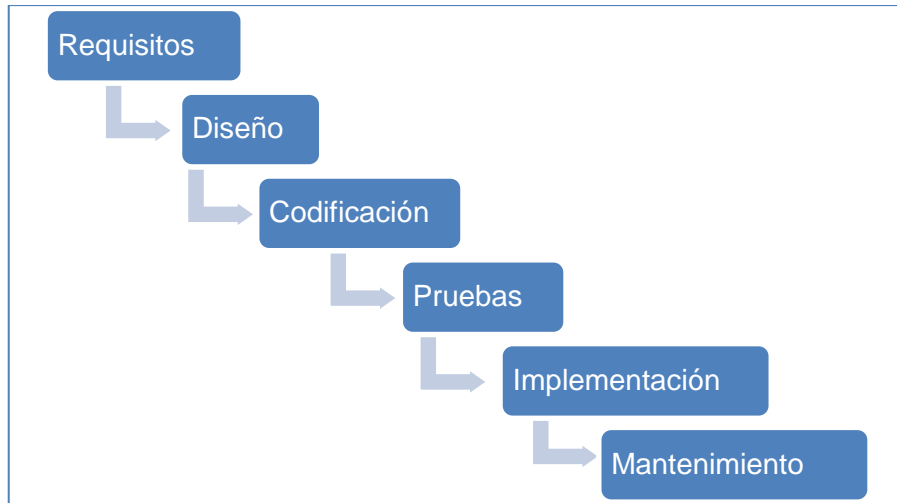 Requisitos
Diseño
Codificación
Pruebas
Implementación
Mantenimiento